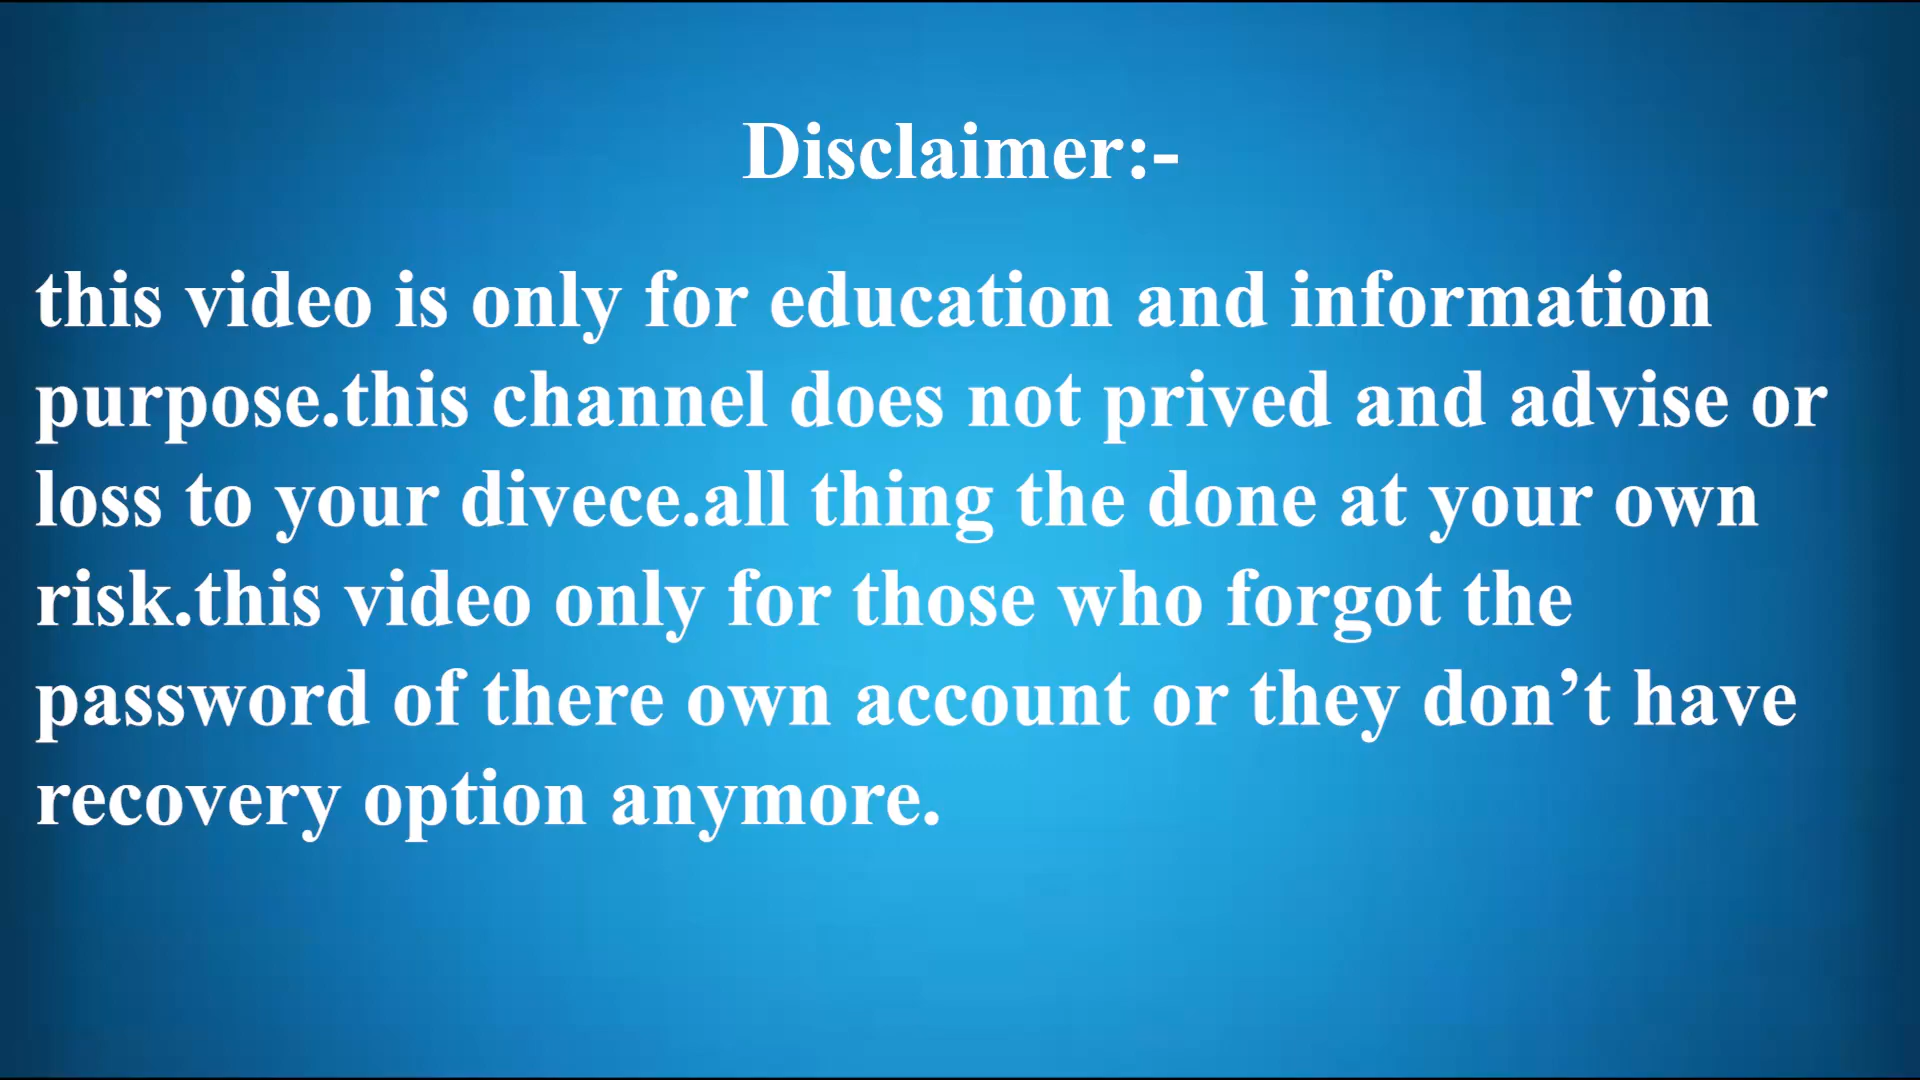 Disclaimer:-
this video is only for education and information
purpose.this channel does not prived and advise or
loss to your divece.all thing the done at your own
risk.this video only for those who forgot the
password of there own account or they don’t have
recovery option anymore.